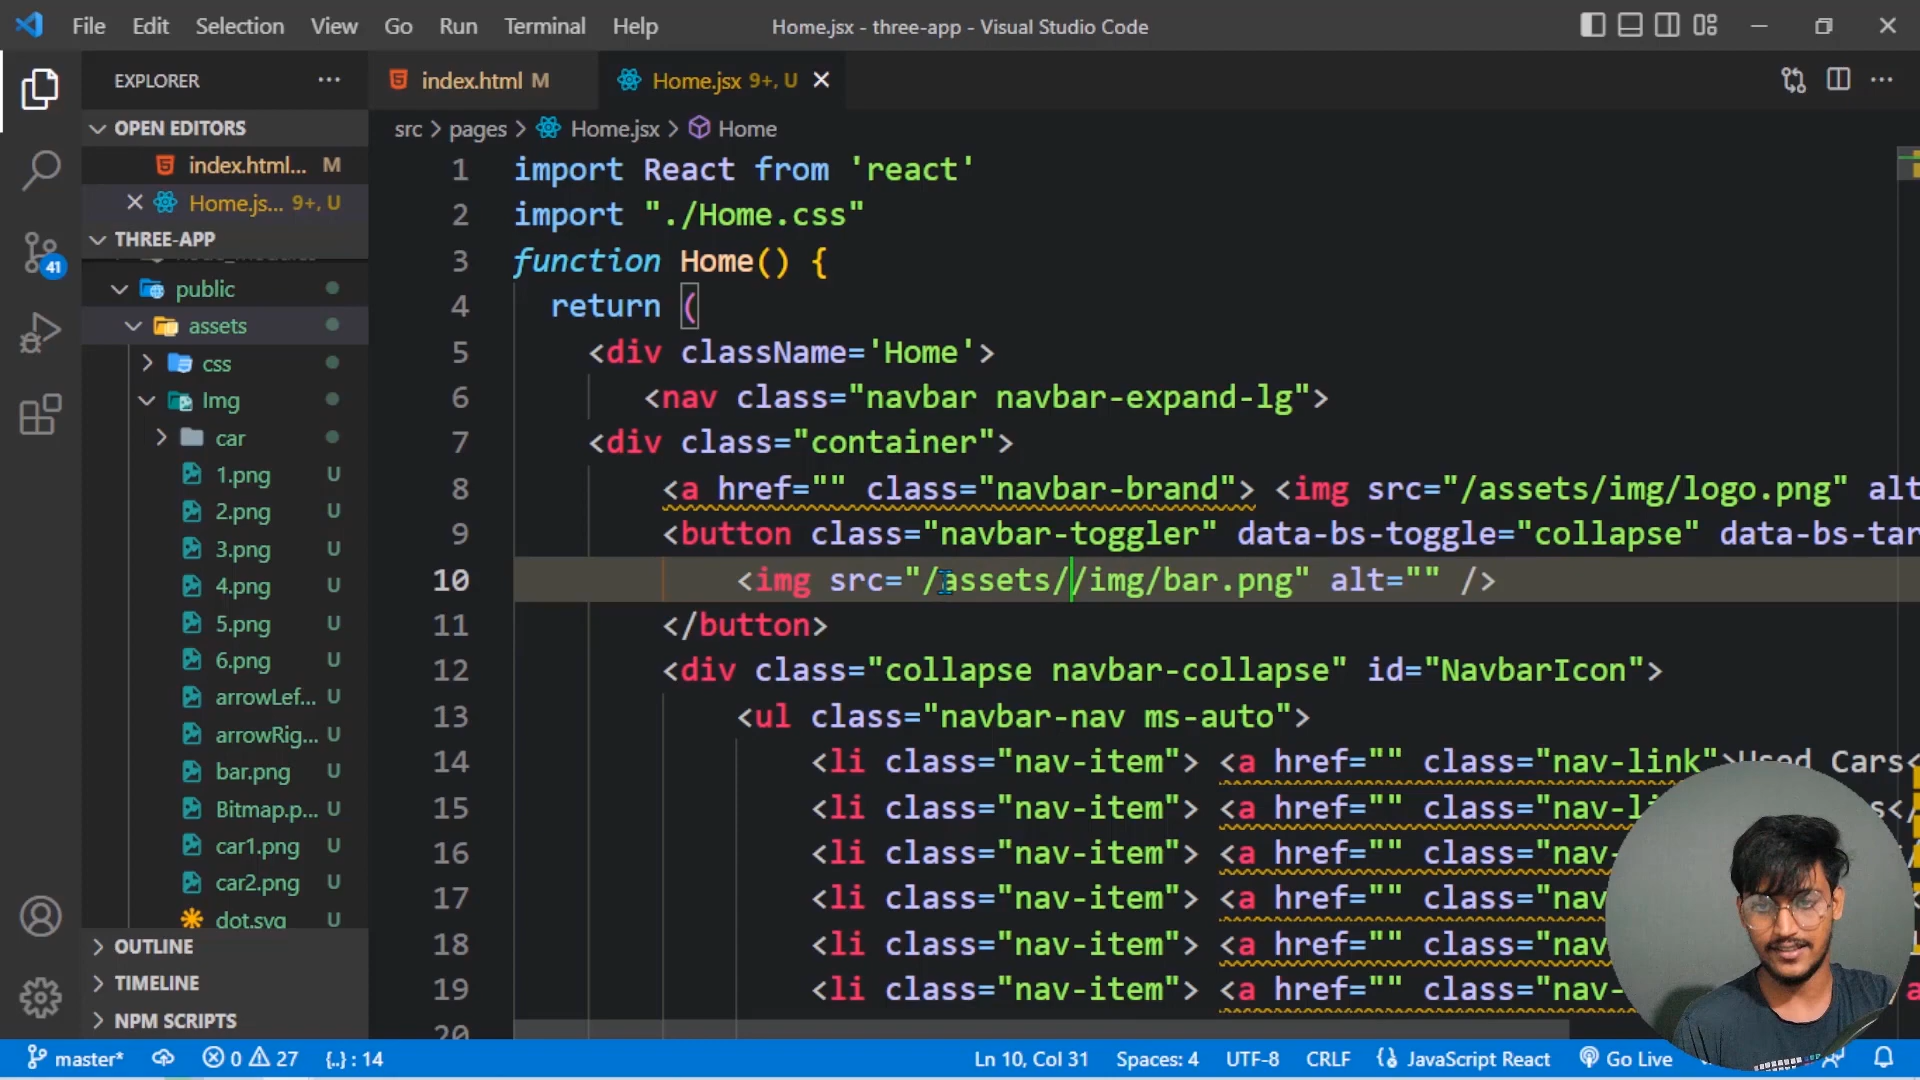 File Edit Selection View Go Run Terminal Help
Home.jsx - three-app - Visual Studio Code
EXPLORER
index.html M
Home.jsx 9+, U
OPEN EDITORS
index.html... M
Home.js... 9+, U
THREE-APP
public
assets
css
Img
car
1.png U
2.png U
3.png U
4.png U
5.png U
6.png U
arrowLef... U
arrowRig... U
bar.png U
Bitmap.p... U
car1.png U
car2.png U
dot.svg U
OUTLINE
TIMELINE
NPM SCRIPTS
41
src > pages > Home.jsx > Home
1 import React from 'react'
2 import "./Home.css"
3 function Home() {
4 return (
5 <div className='Home'>
6 <nav class="navbar navbar-expand-lg">
7 <div class="container">
8 <a href="" class="navbar-brand"> <img src="/assets/img/logo.png" alt
9 <button class="navbar-toggler" data-bs-toggle="collapse" data-bs-tar
10 <img src="/assets//img/bar.png" alt="" />
11 </button>
12 <div class="collapse navbar-collapse" id="NavbarIcon">
13 <ul class="navbar-nav ms-auto">
14 <li class="nav-item"> <a href="" class="nav-link">Used Cars<
15 <li class="nav-item"> <a href="" class="nav-li
16 <li class="nav-item"> <a href="" class="nav-
17 <li class="nav-item"> <a href="" class="nav-
18 <li class="nav-item"> <a href="" class="nav-
19 <li class="nav-item"> <a href="" class="nav-
20
master* 0 27 {..} : 14
Ln 10, Col 31 Spaces: 4 UTF-8 CRLF JavaScript React Go Live